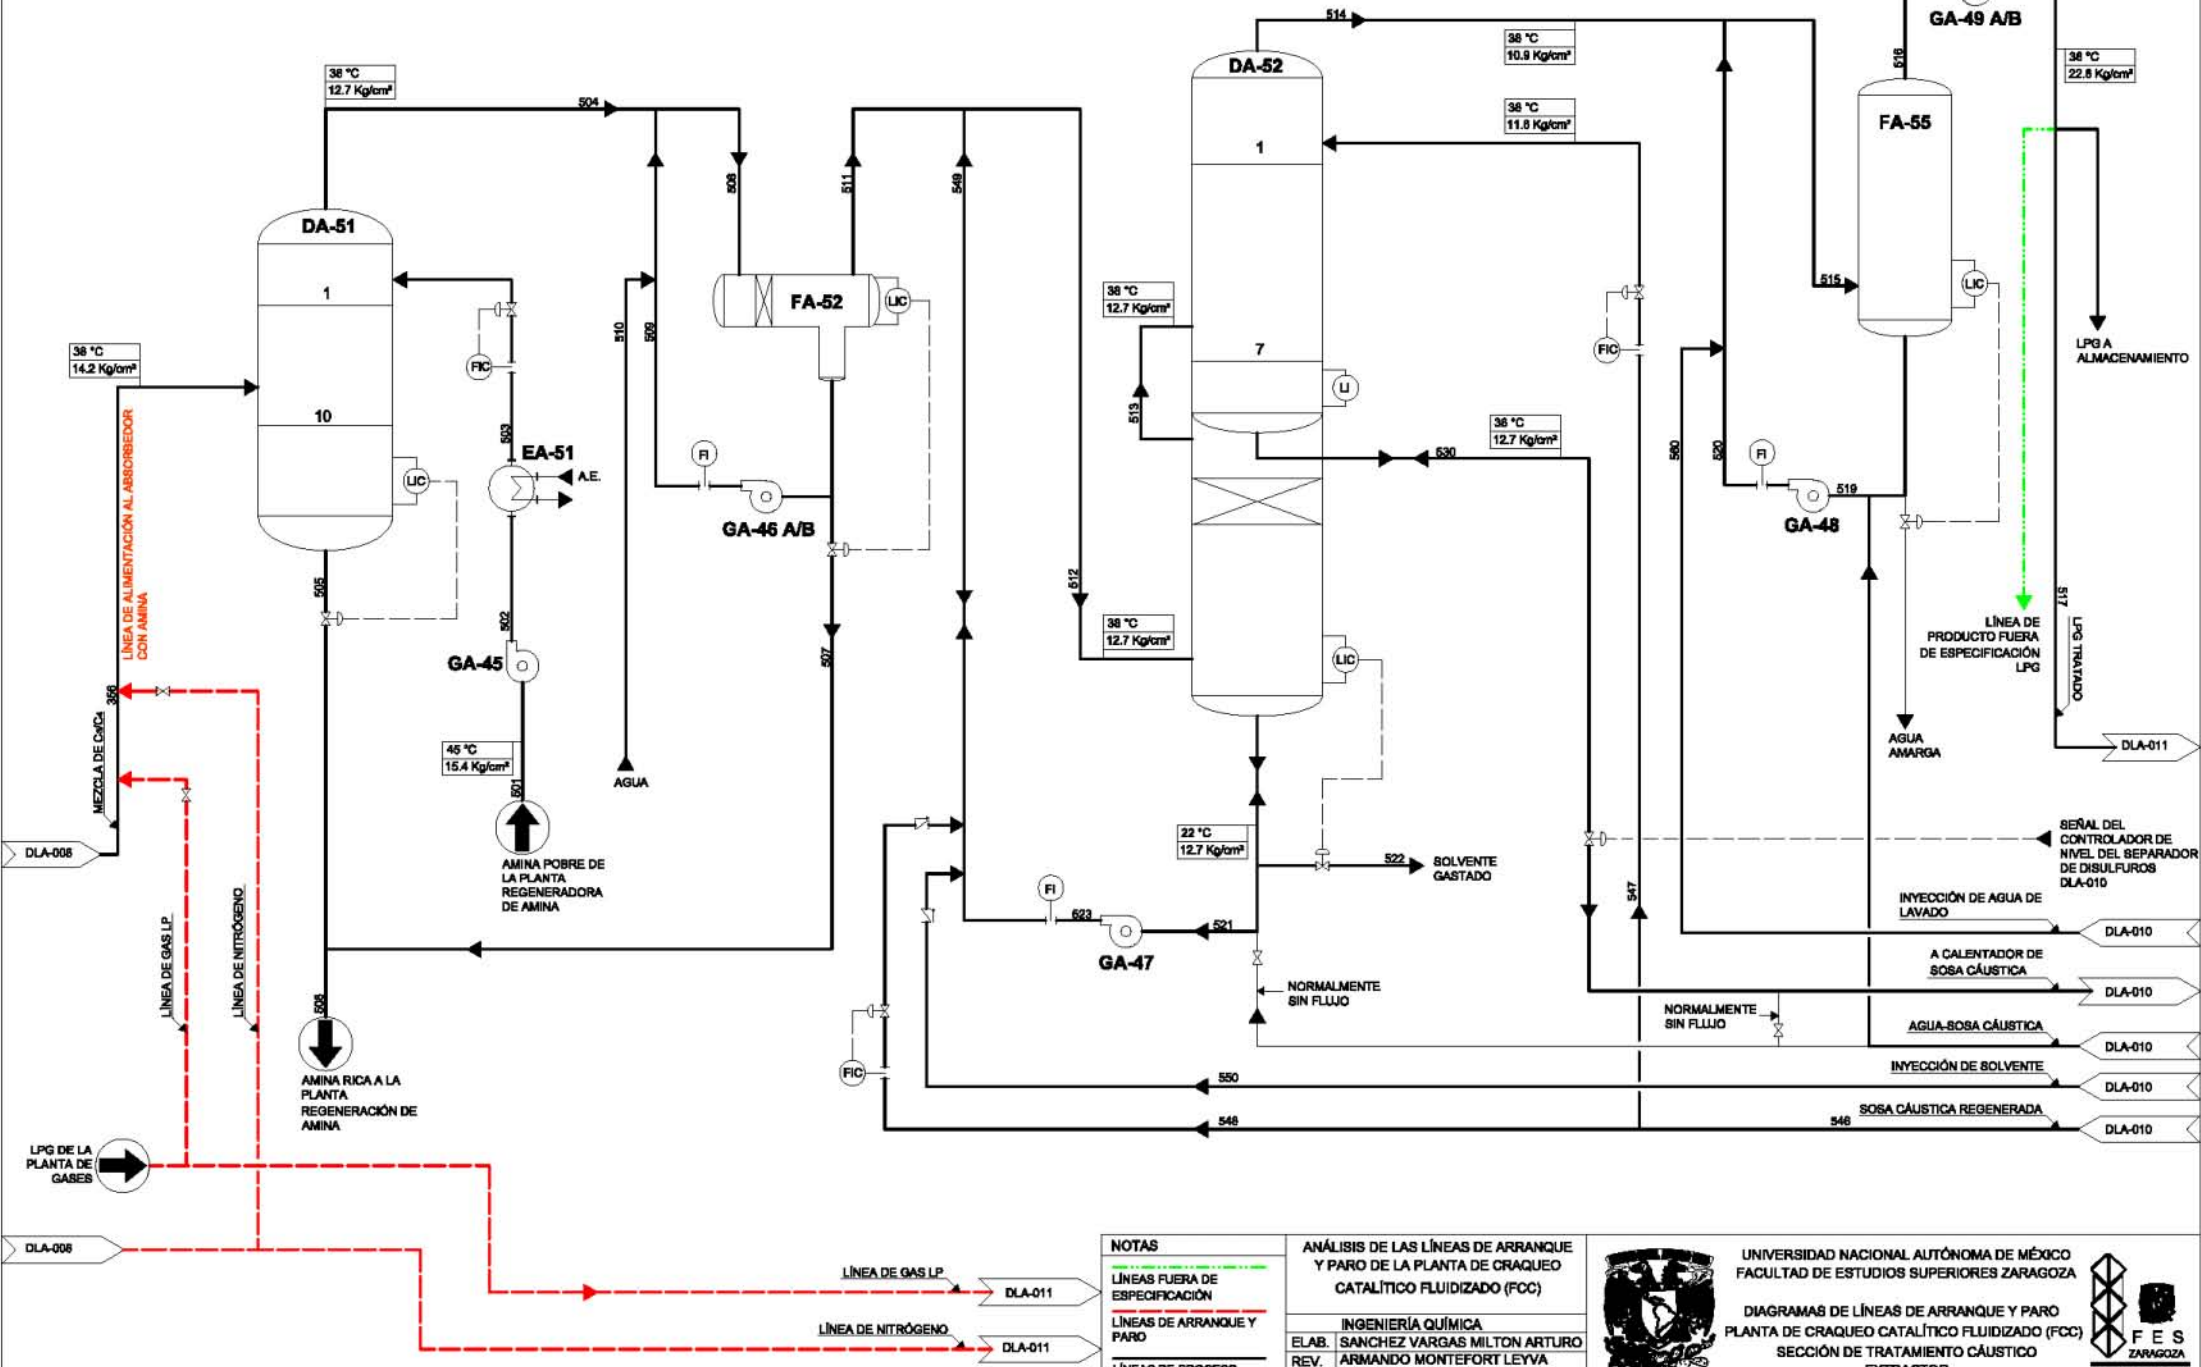 GA-49 A/B
514
38 °C
10.9 Kg/cm²
516
38 °C
22.8 Kg/cm²
38 °C
12.7 Kg/cm²
504
DA-52
38 °C
11.6 Kg/cm²
1
FA-55
508
511
549
DA-51
1
FA-52
LIC
510
509
FIC
38 °C
12.7 Kg/cm²
7
LI
FIC
515
LIC
LPG A
ALMACENAMIENTO
38 °C
14.2 Kg/cm²
10
LIC
503
EA-51
A.E.
FI
GA-46 A/B
513
38 °C
12.7 Kg/cm²
530
520
FI
519
GA-48
LÍNEA DE ALIMENTACIÓN AL ABSORBEDOR
CON AMINA
505
502
GA-45
507
512
38 °C
12.7 Kg/cm²
LIC
517
LPG TRATADO
LÍNEA DE
PRODUCTO FUERA
DE ESPECIFICACIÓN
LPG
356
MEZCLA DE C3/C4
45 °C
15.4 Kg/cm²
501
AGUA
AGUA
AMARGA
DLA-011
DLA-008
AMINA POBRE DE
LA PLANTA
REGENERADORA
DE AMINA
22 °C
12.7 Kg/cm²
522
SOLVENTE
GASTADO
SEÑAL DEL
CONTROLADOR DE
NIVEL DEL SEPARADOR
DE DISULFUROS
DLA-010
LÍNEA DE GAS LP
LÍNEA DE NITRÓGENO
FI
GA-47
521
547
INYECCIÓN DE AGUA DE
LAVADO
DLA-010
A CALENTADOR DE
SOSA CÁUSTICA
DLA-010
NORMALMENTE
SIN FLUJO
NORMALMENTE
SIN FLUJO
AGUA-SOSA CÁUSTICA
DLA-010
FIC
AMINA RICA A LA
PLANTA
REGENERACIÓN DE
AMINA
550
INYECCIÓN DE SOLVENTE
DLA-010
548
546
SOSA CÁUSTICA REGENERADA
DLA-010
LPG DE LA
PLANTA DE
GASES
DLA-008
LÍNEA DE GAS LP
DLA-011
LÍNEA DE NITRÓGENO
DLA-011
NOTAS
LÍNEAS FUERA DE
ESPECIFICACIÓN
LÍNEAS DE ARRANQUE Y
PARO
ANÁLISIS DE LAS LÍNEAS DE ARRANQUE
Y PARO DE LA PLANTA DE CRAQUEO
CATALÍTICO FLUIDIZADO (FCC)
INGENIERÍA QUÍMICA
ELAB. SANCHEZ VARGAS MILTON ARTURO
REV. ARMANDO MONTEFORT LEYVA
UNIVERSIDAD NACIONAL AUTÓNOMA DE MÉXICO
FACULTAD DE ESTUDIOS SUPERIORES ZARAGOZA
DIAGRAMAS DE LÍNEAS DE ARRANQUE Y PARO
PLANTA DE CRAQUEO CATALÍTICO FLUIDIZADO (FCC)
SECCIÓN DE TRATAMIENTO CÁUSTICO
FES
ZARAGOZA